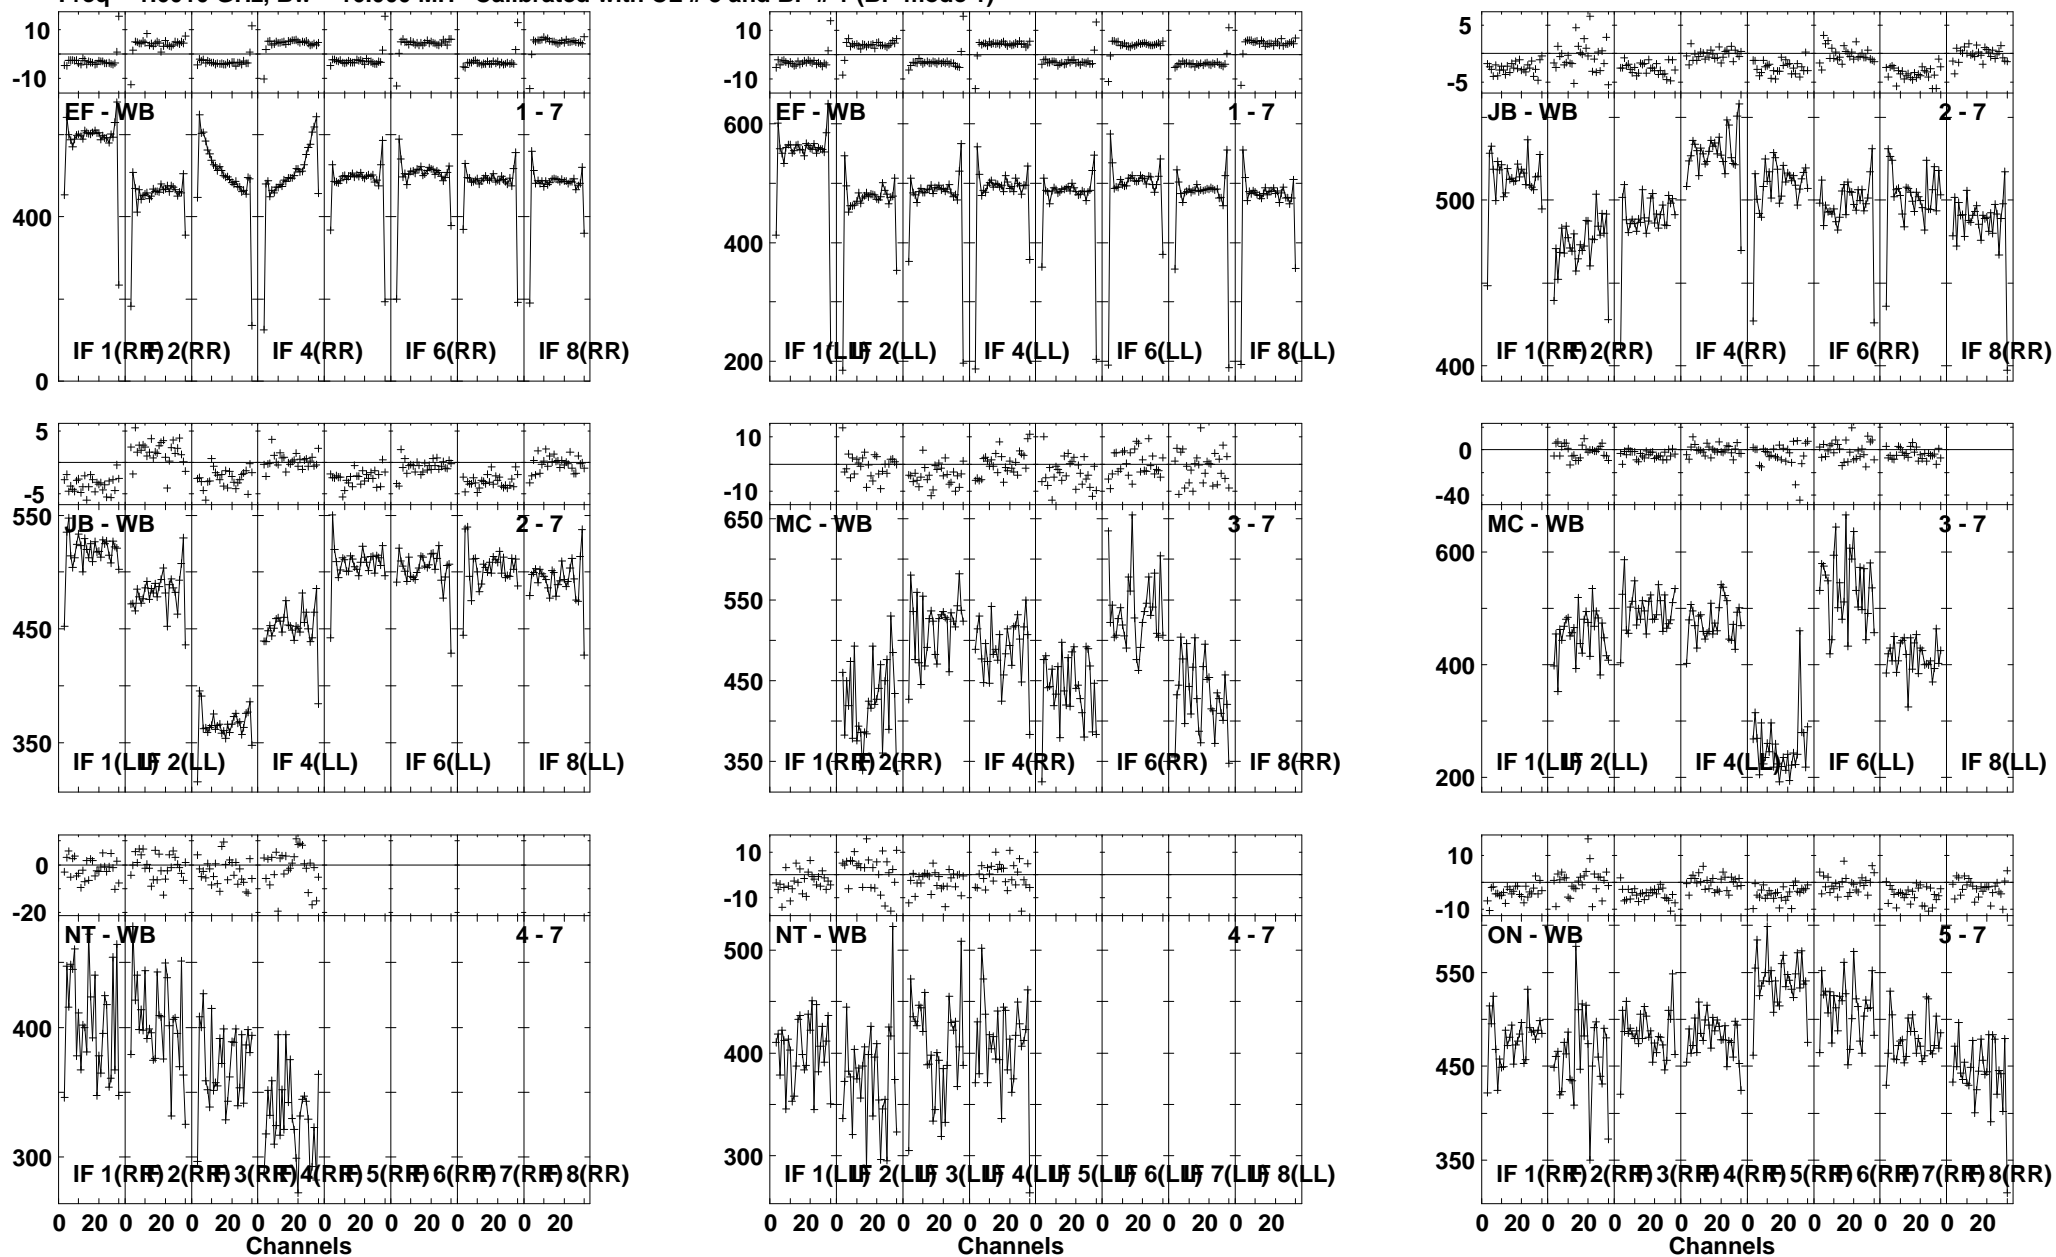 EF - WB 1 - 7
10
-10
400
0
IF 1(RR) IF 2(RR) IF 4(RR) IF 6(RR) IF 8(RR)
EF - WB 1 - 7
10
-10
600
400
200
IF 1(LL) IF 2(LL) IF 4(LL) IF 6(LL) IF 8(LL)
JB - WB 2 - 7
5
-5
500
400
IF 1(RR) IF 2(RR) IF 4(RR) IF 6(RR) IF 8(RR)
JB - WB 2 - 7
5
-5
550
450
350
IF 1(LL) IF 2(LL) IF 4(LL) IF 6(LL) IF 8(LL)
MC - WB 3 - 7
10
-10
650
550
450
350
IF 1(RR) IF 2(RR) IF 4(RR) IF 6(RR) IF 8(RR)
MC - WB 3 - 7
0
-40
600
400
200
IF 1(LL) IF 2(LL) IF 4(LL) IF 6(LL) IF 8(LL)
NT - WB 4 - 7
0
-20
400
300
IF 1(RR) IF 2(RR) IF 3(RR) IF 4(RR) IF 5(RR) IF 6(RR) IF 7(RR) IF 8(RR)
0 20 0 20 0 20 0 20 0 20 0 20 0 20 0 20
Channels
NT - WB 4 - 7
10
-10
500
400
300
IF 1(LL) IF 2(LL) IF 3(LL) IF 4(LL) IF 5(LL) IF 6(LL) IF 7(LL) IF 8(LL)
0 20 0 20 0 20 0 20 0 20 0 20 0 20 0 20
Channels
ON - WB 5 - 7
10
-10
550
450
350
IF 1(RR) IF 2(RR) IF 3(RR) IF 4(RR) IF 5(RR) IF 6(RR) IF 7(RR) IF 8(RR)
0 20 0 20 0 20 0 20 0 20 0 20 0 20 0 20
Channels